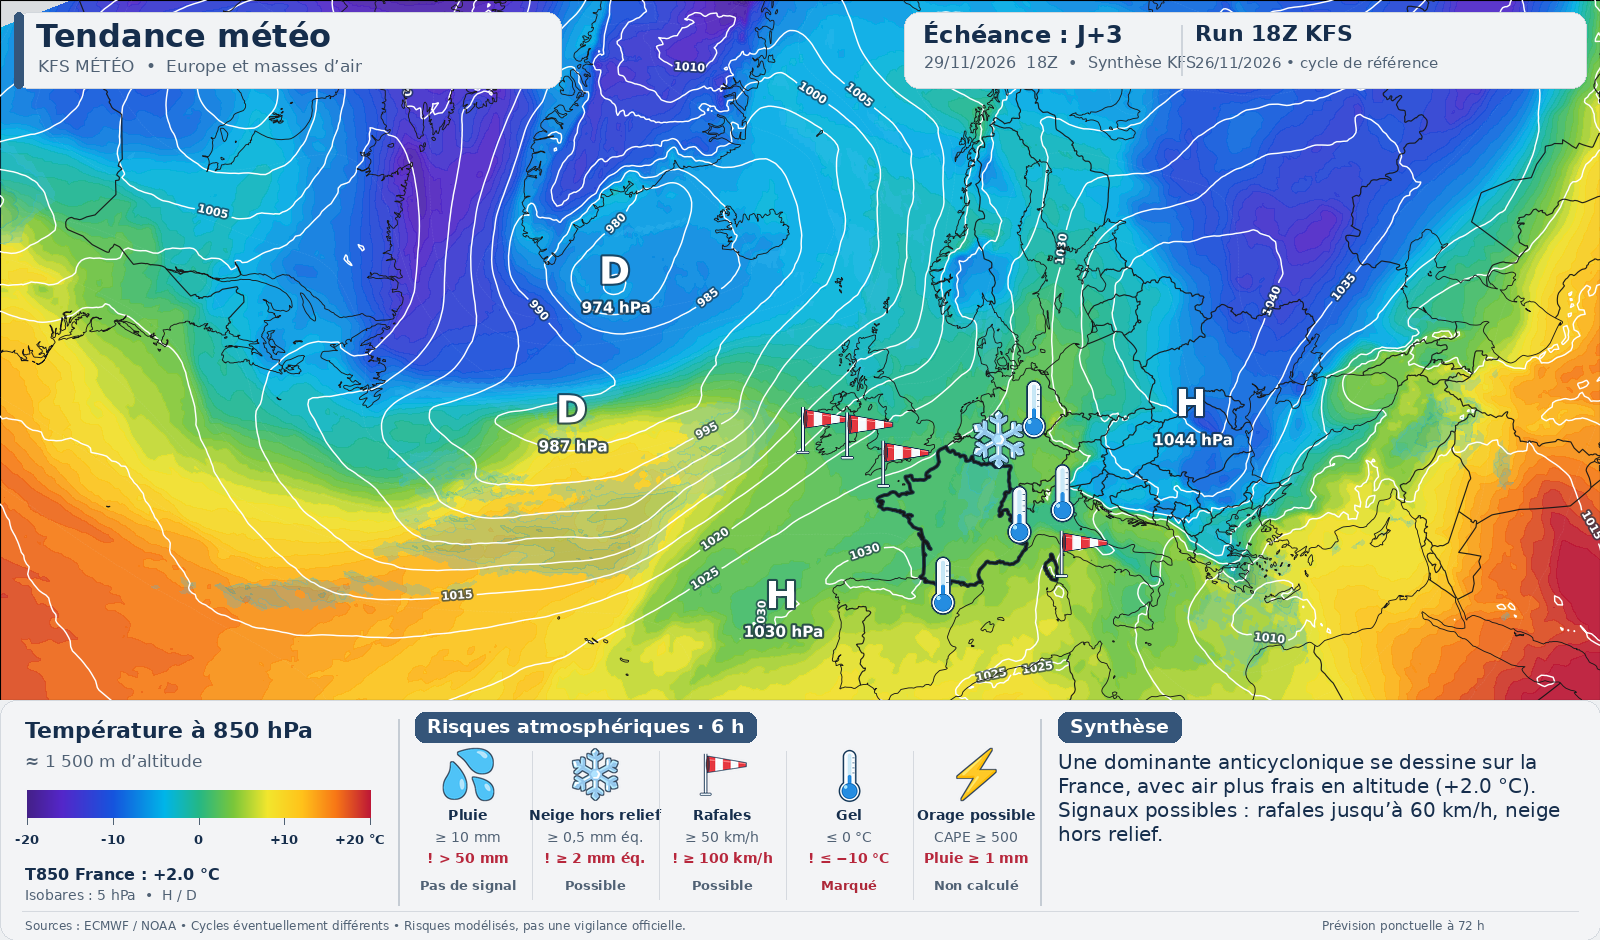 Tendance météo
KFS MÉTÉO • Europe et masses d’air
Échéance : J+3
29/11/2026 18Z • Synthèse KFS
Run 18Z KFS
26/11/2026 • cycle de référence
1010
1000
1005
1005
980
D
974 hPa
985
990
1030
1040
1035
D
987 hPa
995
H
1044 hPa
1020
1025
1030
1015
1015
H
1030
1030 hPa
1010
1025
1025
Température à 850 hPa
≈ 1 500 m d’altitude
-20 -10 0 +10 +20 °C
T850 France : +2.0 °C
Isobares : 5 hPa • H / D
Risques atmosphériques · 6 h
Pluie
≥ 10 mm
! > 50 mm
Pas de signal
Neige hors relief
≥ 0,5 mm éq.
! ≥ 2 mm éq.
Possible
Rafales
≥ 50 km/h
! ≥ 100 km/h
Possible
Gel
≤ 0 °C
! ≤ −10 °C
Marqué
Orage possible
CAPE ≥ 500
Pluie ≥ 1 mm
Non calculé
Synthèse
Une dominante anticyclonique se dessine sur la
France, avec air plus frais en altitude (+2.0 °C).
Signaux possibles : rafales jusqu’à 60 km/h, neige
hors relief.
Sources : ECMWF / NOAA • Cycles éventuellement différents • Risques modélisés, pas une vigilance officielle.
Prévision ponctuelle à 72 h